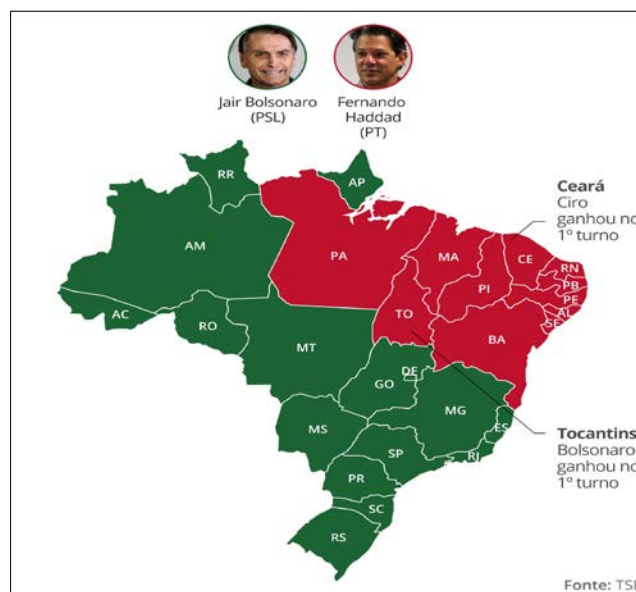 Jair Bolsonaro
(PSL)
Fernando
Haddad
(PT)
RR
AP
Ceará
Ciro
ganhou no
1º turno
AM
PA
MA
CE
RN
PB
PI
PE
AL
SE
AC
RO
TO
BA
MT
DF
GO
MG
MS
ES
Tocantins
Bolsonaro
ganhou no
1º turno
SP
RJ
PR
SC
RS
Fonte: TSE